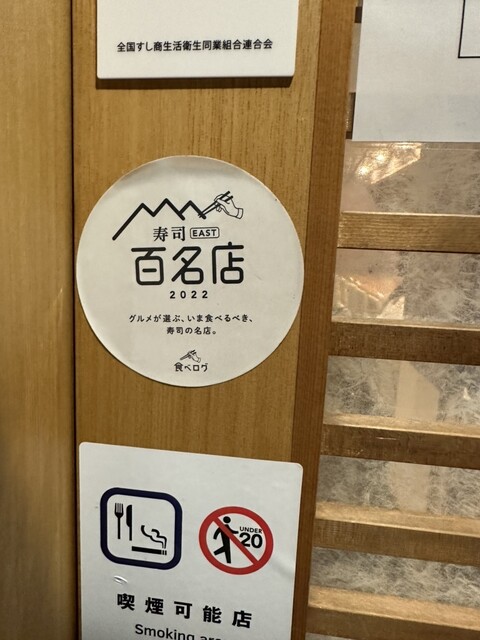 全国すし商生活衛生同業組合連合会
寿司 EAST
百名店
2022
グルメが選ぶ、いま食べるべき、
寿司の名店。
食べログ
UNDER
20
喫煙可能店
Smoking